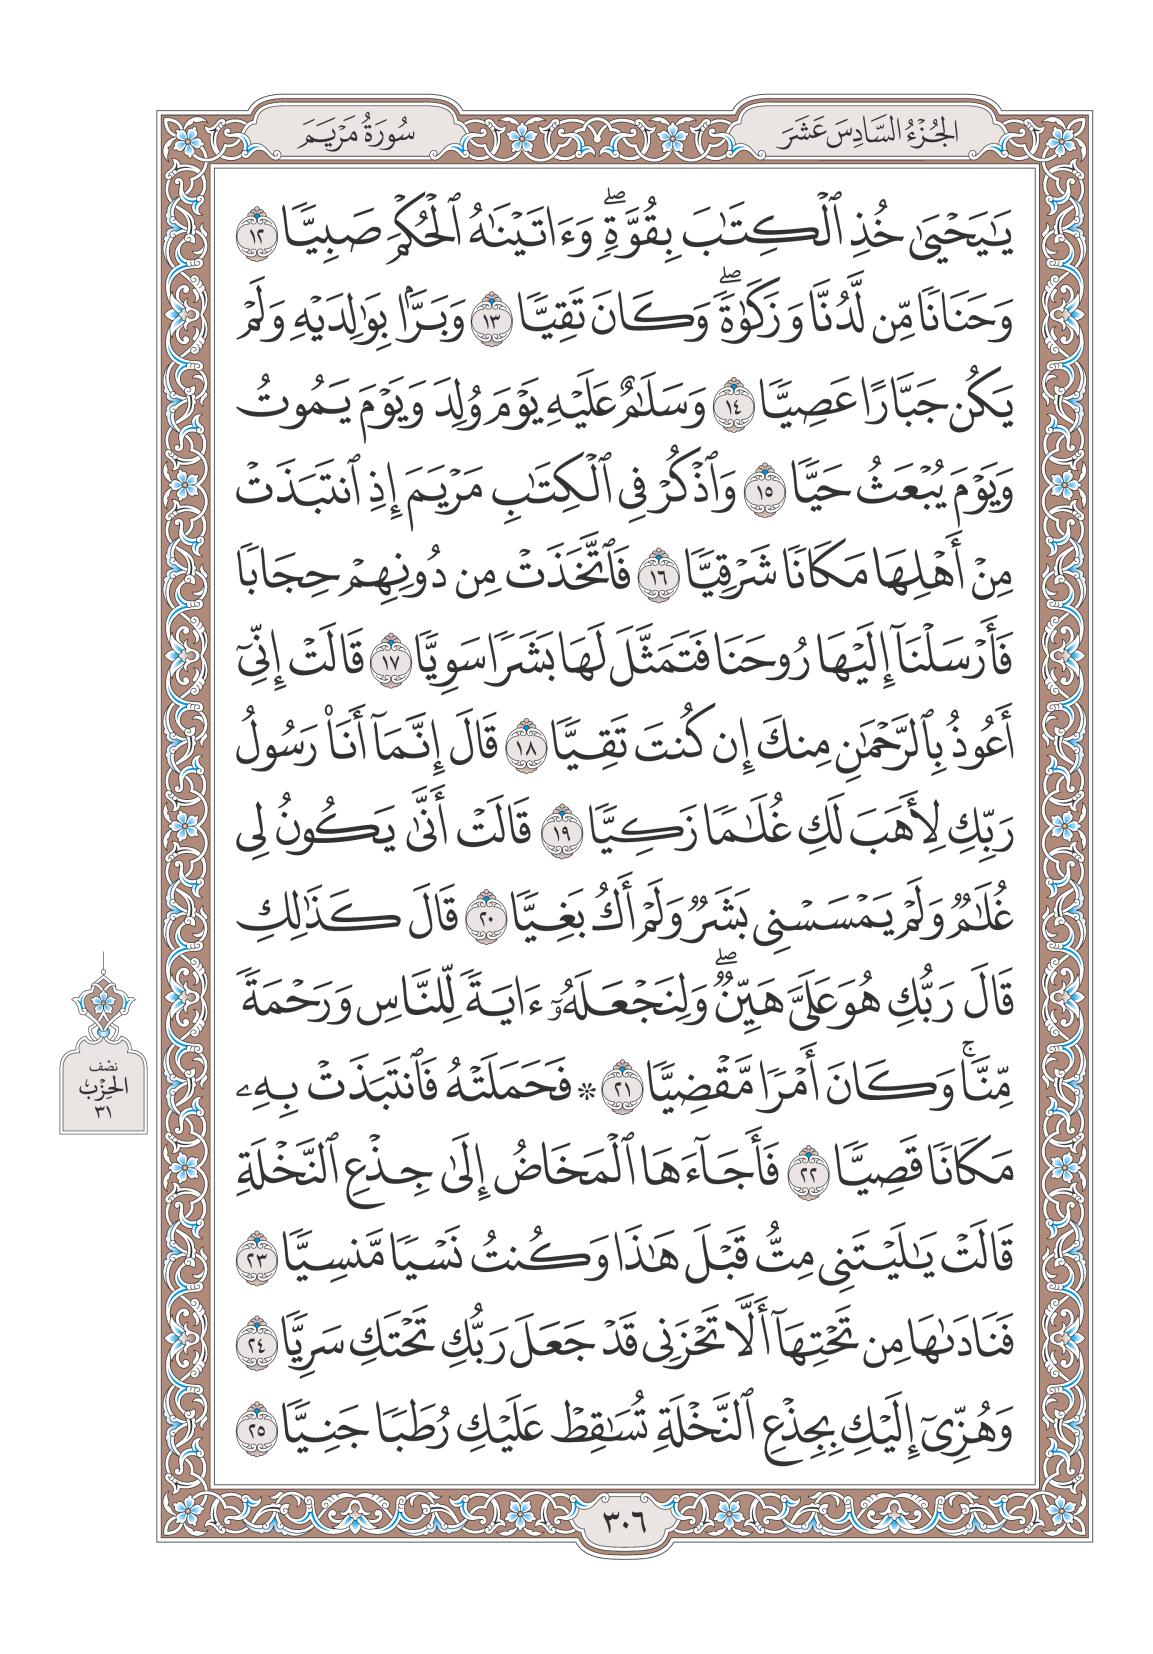 الجُزْءُ السَّادِسَ عَشَرَ
سُورَةُ مَرْيَمَ
يَٰيَحْيَىٰ خُذِ ٱلْكِتَٰبَ بِقُوَّةٍۖ وَءَاتَيْنَٰهُ ٱلْحُكْمَ صَبِيًّا ١٢
وَحَنَانًا مِّن لَّدُنَّا وَزَكَوٰةًۖ وَكَانَ تَقِيًّا ١٣ وَبَرًّۢا بِوَٰلِدَيْهِ وَلَمْ
يَكُن جَبَّارًا عَصِيًّا ١٤ وَسَلَٰمٌ عَلَيْهِ يَوْمَ وُلِدَ وَيَوْمَ يَمُوتُ
وَيَوْمَ يُبْعَثُ حَيًّا ١٥ وَٱذْكُرْ فِى ٱلْكِتَٰبِ مَرْيَمَ إِذِ ٱنتَبَذَتْ
مِنْ أَهْلِهَا مَكَانًا شَرْقِيًّا ١٦ فَٱتَّخَذَتْ مِن دُونِهِمْ حِجَابًا
فَأَرْسَلْنَآ إِلَيْهَا رُوحَنَا فَتَمَثَّلَ لَهَا بَشَرًا سَوِيًّا ١٧ قَالَتْ إِنِّىٓ
أَعُوذُ بِٱلرَّحْمَٰنِ مِنكَ إِن كُنتَ تَقِيًّا ١٨ قَالَ إِنَّمَآ أَنَا۠ رَسُولُ
رَبِّكِ لِأَهَبَ لَكِ غُلَٰمًا زَكِيًّا ١٩ قَالَتْ أَنَّىٰ يَكُونُ لِى
غُلَٰمٌ وَلَمْ يَمْسَسْنِى بَشَرٌ وَلَمْ أَكُ بَغِيًّا ٢٠ قَالَ كَذَٰلِكِ
قَالَ رَبُّكِ هُوَ عَلَىَّ هَيِّنٌۖ وَلِنَجْعَلَهُۥٓ ءَايَةً لِّلنَّاسِ وَرَحْمَةً
مِّنَّاۚ وَكَانَ أَمْرًا مَّقْضِيًّا ٢١ * فَحَمَلَتْهُ فَٱنتَبَذَتْ بِهِۦ
مَكَانًا قَصِيًّا ٢٢ فَأَجَآءَهَا ٱلْمَخَاضُ إِلَىٰ جِذْعِ ٱلنَّخْلَةِ
قَالَتْ يَٰلَيْتَنِى مِتُّ قَبْلَ هَٰذَا وَكُنتُ نَسْيًا مَّنسِيًّا ٢٣
فَنَادَىٰهَا مِن تَحْتِهَآ أَلَّا تَحْزَنِى قَدْ جَعَلَ رَبُّكِ تَحْتَكِ سَرِيًّا ٢٤
وَهُزِّىٓ إِلَيْكِ بِجِذْعِ ٱلنَّخْلَةِ تُسَٰقِطْ عَلَيْكِ رُطَبًا جَنِيًّا ٢٥
نصْف
الحِزْب
٣١
٣٠٦